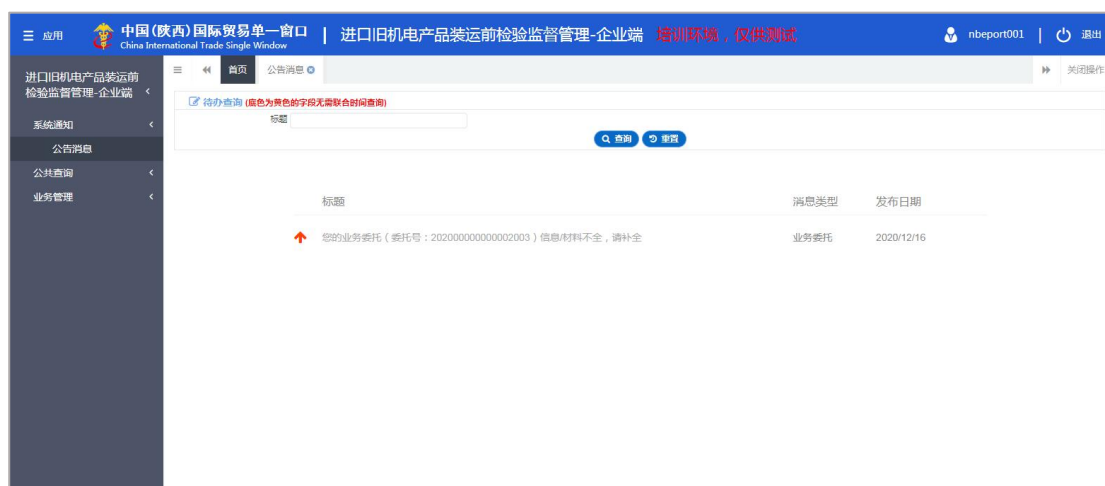 应用
中国(陕西)国际贸易单一窗口
China International Trade Single Window
进口旧机电产品装运前检验监督管理-企业端
培训环境，仅供测试
nbeport001
退出
进口旧机电产品装运前
检验监督管理-企业端
首页
公告消息
关闭操作
待办查询 (底色为黄色的字段无需联合时间查询)
系统通知
标题
查询
重置
公告消息
公共查询
业务管理
标题 消息类型 发布日期
您的业务委托（委托号：202000000000002003）信息/材料不全，请补全 业务委托 2020/12/16